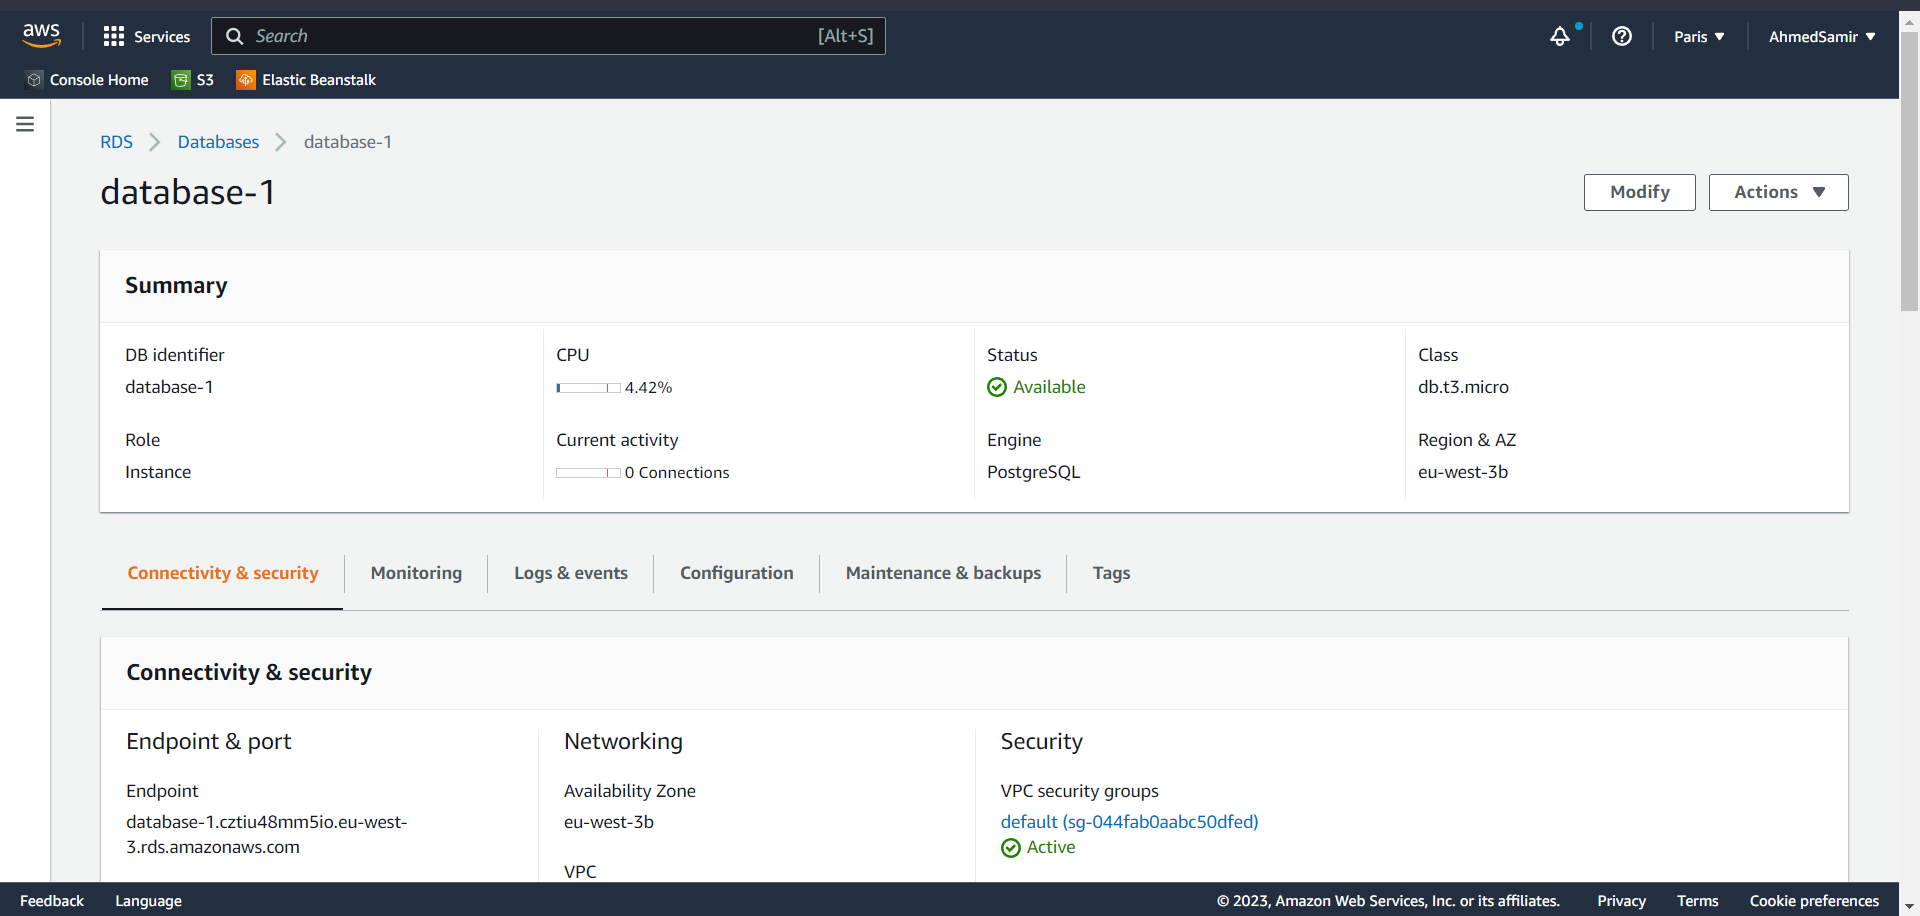 aws
Services
Search [Alt+S]
Paris
AhmedSamir
Console Home
S3
Elastic Beanstalk
RDS
Databases
database-1
database-1
Modify
Actions
Summary
DB identifier
database-1
CPU
4.42%
Status
Available
Class
db.t3.micro
Role
Instance
Current activity
0 Connections
Engine
PostgreSQL
Region & AZ
eu-west-3b
Connectivity & security
Monitoring
Logs & events
Configuration
Maintenance & backups
Tags
Connectivity & security
Endpoint & port
Endpoint
database-1.cztiu48mm5io.eu-west-
3.rds.amazonaws.com
Networking
Availability Zone
eu-west-3b
VPC
Security
VPC security groups
default (sg-044fab0aabc50dfed)
Active
Feedback
Language
© 2023, Amazon Web Services, Inc. or its affiliates.
Privacy
Terms
Cookie preferences